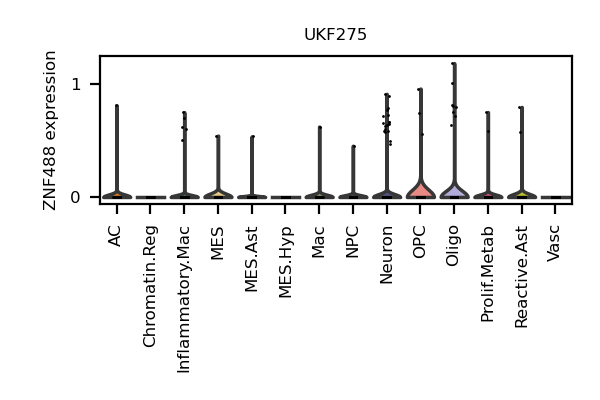 UKF275
ZNF488 expression
1
0
AC
Chromatin.Reg
Inflammatory.Mac
MES
MES.Ast
MES.Hyp
Mac
NPC
Neuron
OPC
Oligo
Prolif.Metab
Reactive.Ast
Vasc